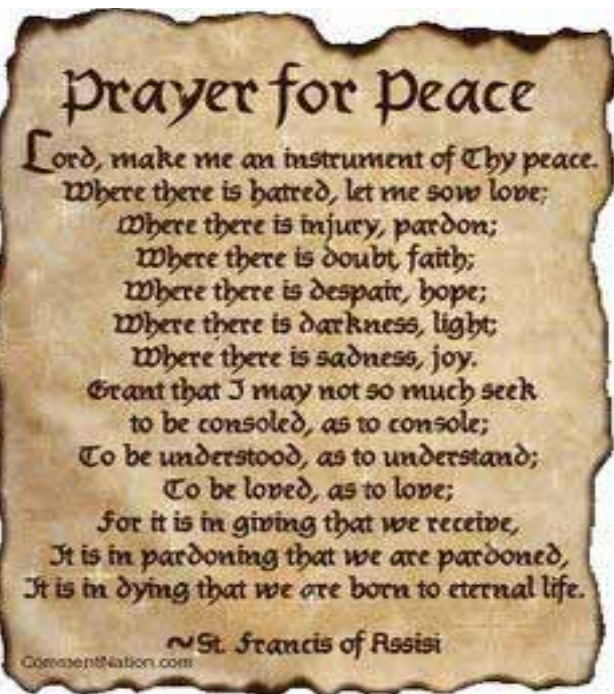 Prayer for Peace
Lord, make me an instrument of Thy peace.
Where there is hatred, let me sow love;
Where there is injury, pardon;
Where there is doubt, faith;
Where there is despair, hope;
Where there is darkness, light;
Where there is sadness, joy.
Grant that I may not so much seek
to be consoled, as to console;
To be understood, as to understand;
To be loved, as to love;
For it is in giving that we receive,
It is in pardoning that we are pardoned,
It is in dying that we are born to eternal life.
~St. Francis of Assisi
CommentNation.com